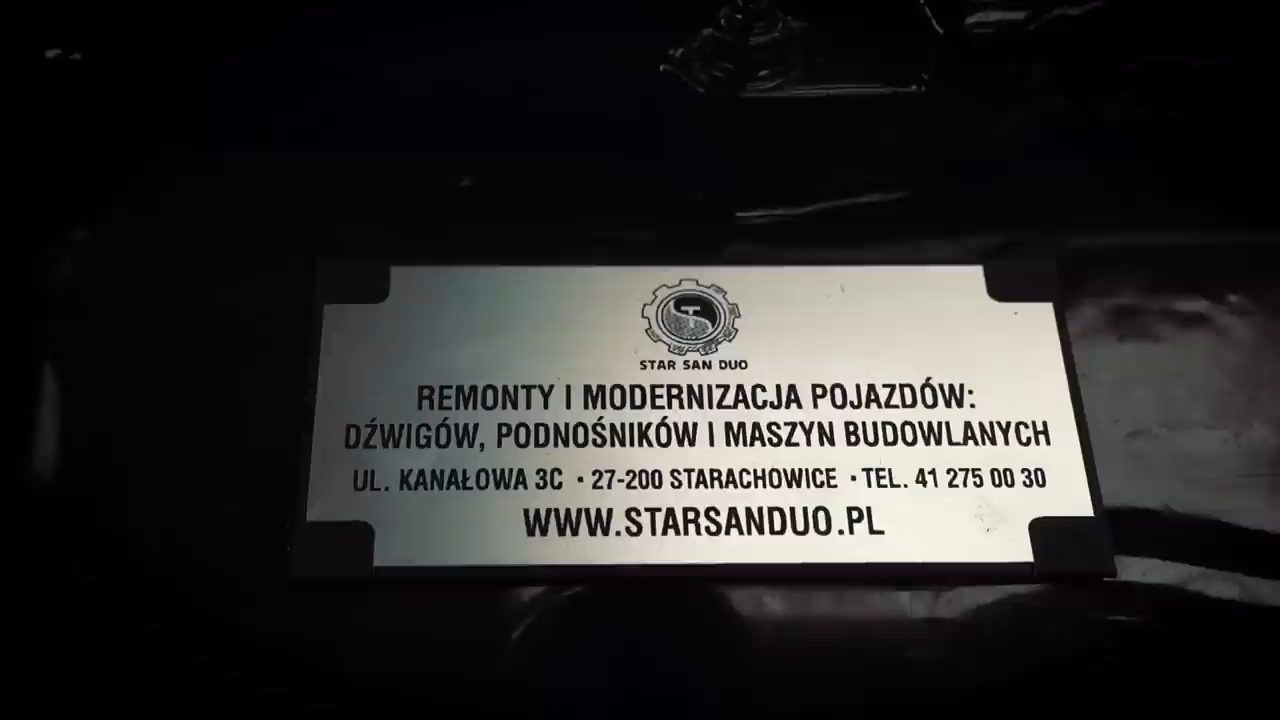 STAR SAN DUO
REMONTY I MODERNIZACJA POJAZDÓW:
DŹWIGÓW, PODNOŚNIKÓW I MASZYN BUDOWLANYCH
UL. KANAŁOWA 3C · 27-200 STARACHOWICE · TEL. 41 275 00 30
WWW.STARSANDUO.PL